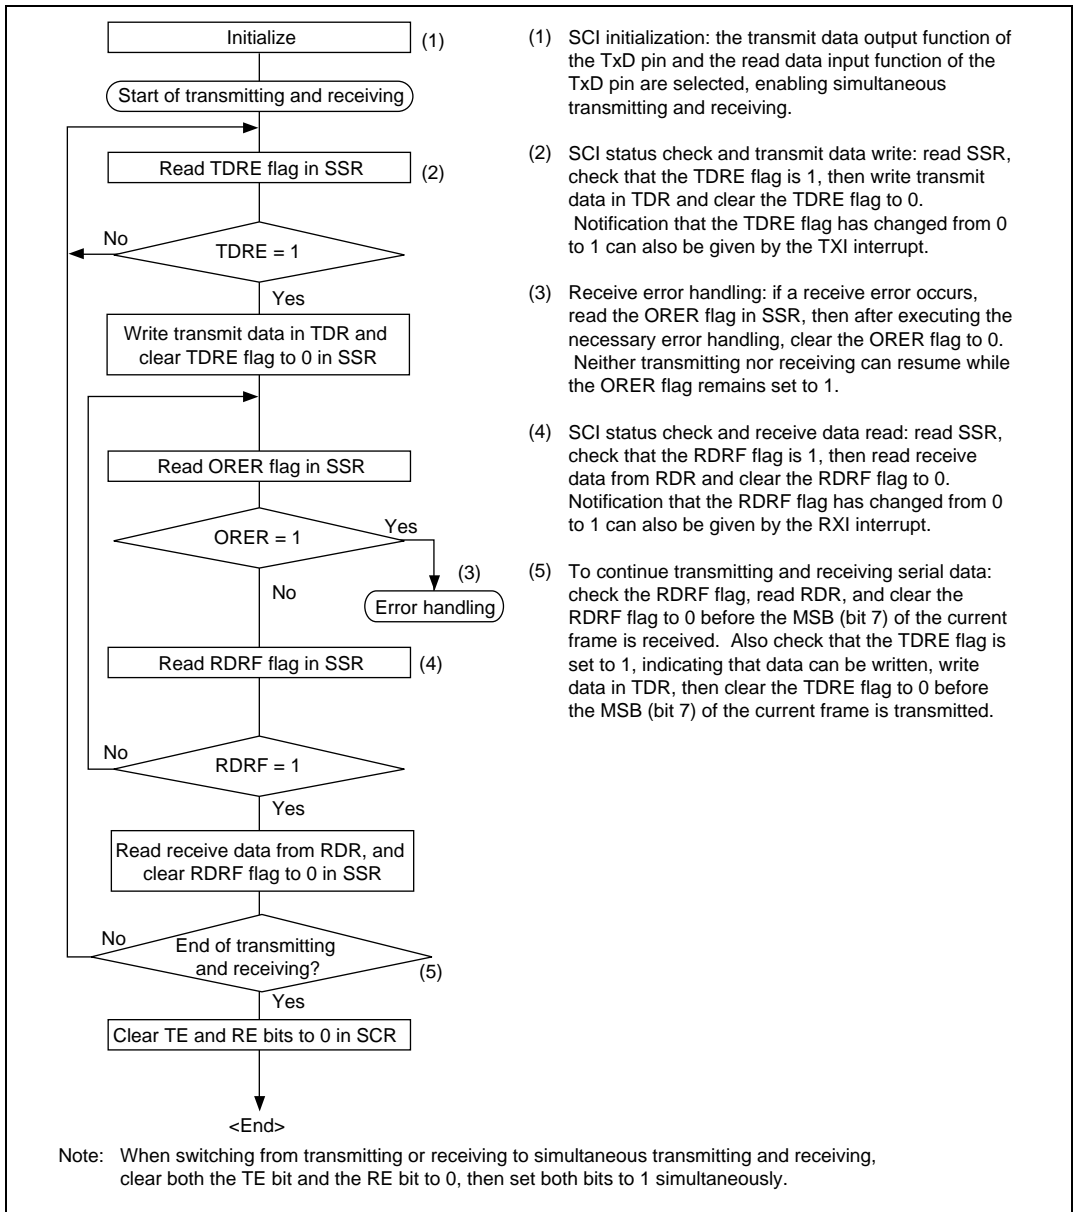 Initialize
(1)
Start of transmitting and receiving
Read TDRE flag in SSR
(2)
No
TDRE = 1
Yes
Write transmit data in TDR and
clear TDRE flag to 0 in SSR
Read ORER flag in SSR
ORER = 1
Yes
(3)
No
Error handling
Read RDRF flag in SSR
(4)
No
RDRF = 1
Yes
Read receive data from RDR, and
clear RDRF flag to 0 in SSR
No
End of transmitting
and receiving?
(5)
Yes
Clear TE and RE bits to 0 in SCR
<End>
(1) SCI initialization: the transmit data output function of
the TxD pin and the read data input function of the
TxD pin are selected, enabling simultaneous
transmitting and receiving.
(2) SCI status check and transmit data write: read SSR,
check that the TDRE flag is 1, then write transmit
data in TDR and clear the TDRE flag to 0.
Notification that the TDRE flag has changed from 0
to 1 can also be given by the TXI interrupt.
(3) Receive error handling: if a receive error occurs,
read the ORER flag in SSR, then after executing the
necessary error handling, clear the ORER flag to 0.
Neither transmitting nor receiving can resume while
the ORER flag remains set to 1.
(4) SCI status check and receive data read: read SSR,
check that the RDRF flag is 1, then read receive
data from RDR and clear the RDRF flag to 0.
Notification that the RDRF flag has changed from 0
to 1 can also be given by the RXI interrupt.
(5) To continue transmitting and receiving serial data:
check the RDRF flag, read RDR, and clear the
RDRF flag to 0 before the MSB (bit 7) of the current
frame is received. Also check that the TDRE flag is
set to 1, indicating that data can be written, write
data in TDR, then clear the TDRE flag to 0 before
the MSB (bit 7) of the current frame is transmitted.
Note: When switching from transmitting or receiving to simultaneous transmitting and receiving,
clear both the TE bit and the RE bit to 0, then set both bits to 1 simultaneously.